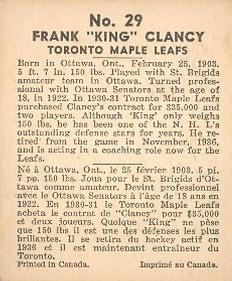 No. 29
FRANK "KING" CLANCY
TORONTO MAPLE LEAFS
Born in Ottawa, Ont., February 25, 1903.
5 ft. 7 in. 150 lbs. Played with St. Brigids
amateur team in Ottawa. Turned profes-
sional with Ottawa Senators at the age of
18, in 1922. In 1930-31 Toronto Maple Leafs
purchased Clancy's contract for $35,000 and
two players. Although 'King' only weighs
150 lbs. he has been one of the N. H. L's
outstanding defense stars for years. He re-
tired from the game in November, 1936,
and is acting in a coaching role now for the
Leafs.
Né à Ottawa, Ont., le 25 février 1903, 5 pi.
7 po. 150 lbs. Joua pour le St. Brigids d'Ot-
tawa comme amateur. Devint professionnel
avec le Ottawa Senators à l'âge de 18 ans en
1922. En 1930-31 le Toronto Maple Leafs
acheta le contrat de "Clancy" pour $35,000
et deux joueurs. Quoique "King" ne pèse
que 150 lbs il est une des defenses les plus
brillantes. Il se retira du hockey actif en
1936 et il est maintenant entraîneur du
Toronto.
Printed in Canada. Imprimé au Canada.